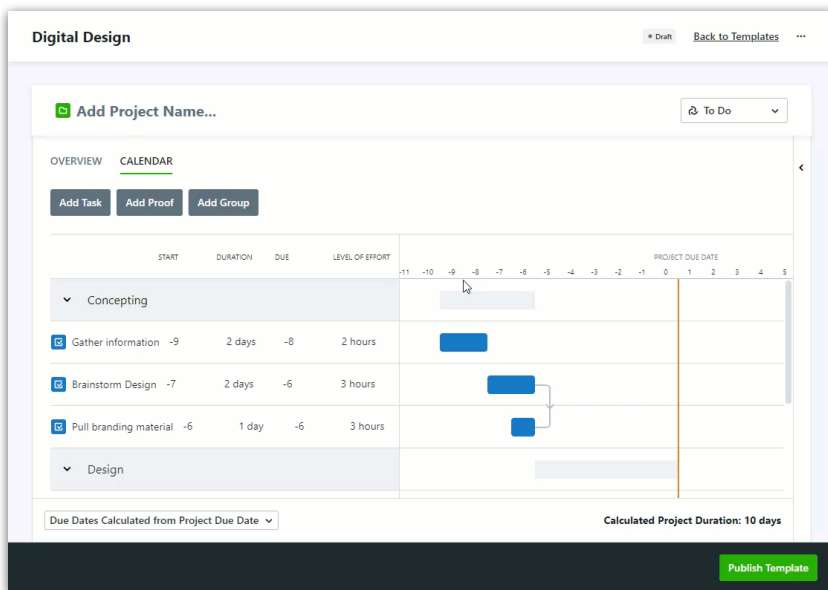 Digital Design
Draft
Back to Templates
Add Project Name...
To Do
OVERVIEW CALENDAR
Add Task Add Proof Add Group
START DURATION DUE LEVEL OF EFFORT PROJECT DUE DATE
-11 -10 -9 -8 -7 -6 -5 -4 -3 -2 -1 0 1 2 3 4 5
Concepting
Gather information -9 2 days -8 2 hours
Brainstorm Design -7 2 days -6 3 hours
Pull branding material -6 1 day -6 3 hours
Design
Due Dates Calculated from Project Due Date Calculated Project Duration: 10 days
Publish Template